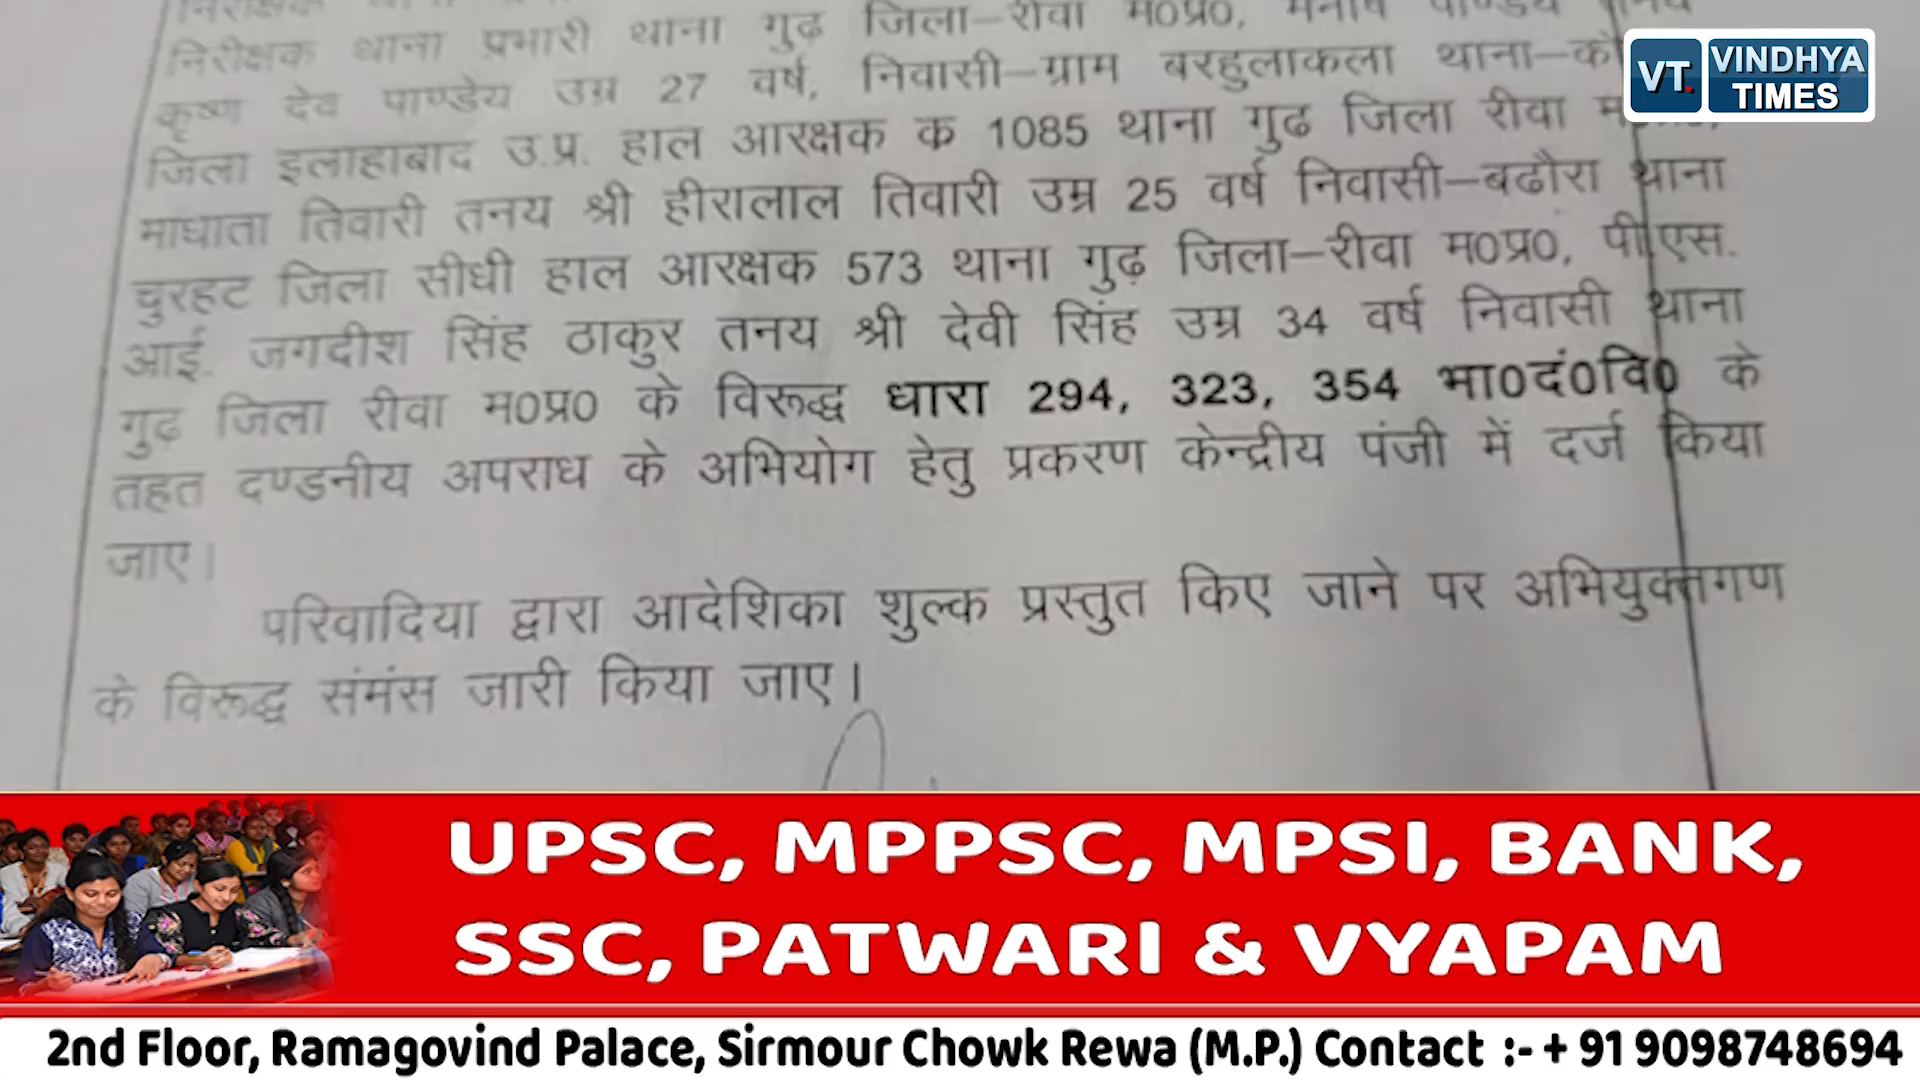 निरीक्षक थाना प्रभारी थाना गुढ़ जिला–रीवा म0प्र0, मनीष पाण्डेय तनय
कृष्ण देव पाण्डेय उम्र 27 वर्ष, निवासी–ग्राम बरहुलाकला थाना–कौ
जिला इलाहाबाद उ.प्र. हाल आरक्षक क 1085 थाना गुढ जिला रीवा
मांधाता तिवारी तनय श्री हीरालाल तिवारी उम्र 25 वर्ष निवासी–बढौरा थाना
चुरहट जिला सीधी हाल आरक्षक 573 थाना गुढ़ जिला–रीवा म0प्र0, पी.एस.
आई. जगदीश सिंह ठाकुर तनय श्री देवी सिंह उम्र 34 वर्ष निवासी थाना
गुढ़ जिला रीवा म0प्र0 के विरूद्ध धारा 294, 323, 354 भा0दं0वि0 के
तहत दण्डनीय अपराध के अभियोग हेतु प्रकरण केन्द्रीय पंजी में दर्ज किया
जाए।
परिवादिया द्वारा आदेशिका शुल्क प्रस्तुत किए जाने पर अभियुक्तगण
के विरूद्ध संमंस जारी किया जाए।
VT. VINDHYA
TIMES
UPSC, MPPSC, MPSI, BANK,
SSC, PATWARI & VYAPAM
2nd Floor, Ramagovind Palace, Sirmour Chowk Rewa (M.P.) Contact :- + 91 9098748694